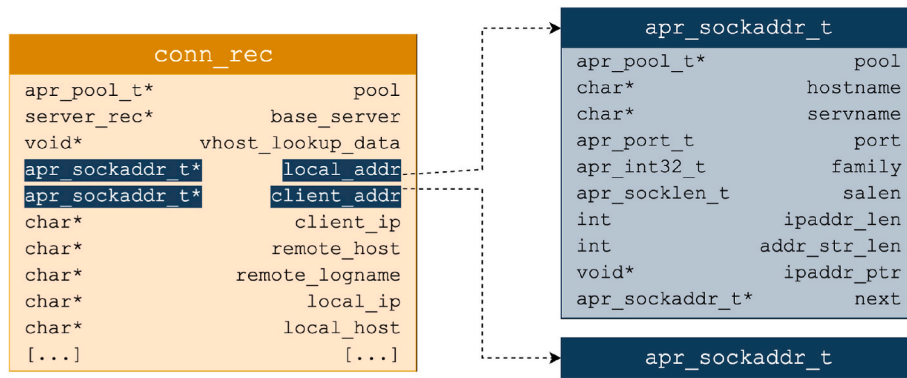 conn_rec
apr_pool_t* pool
server_rec* base_server
void* vhost_lookup_data
apr_sockaddr_t* local_addr
apr_sockaddr_t* client_addr
char* client_ip
char* remote_host
char* remote_logname
char* local_ip
char* local_host
[...] [...]
apr_sockaddr_t
apr_pool_t* pool
char* hostname
char* servname
apr_port_t port
apr_int32_t family
apr_socklen_t salen
int ipaddr_len
int addr_str_len
void* ipaddr_ptr
apr_sockaddr_t* next
apr_sockaddr_t